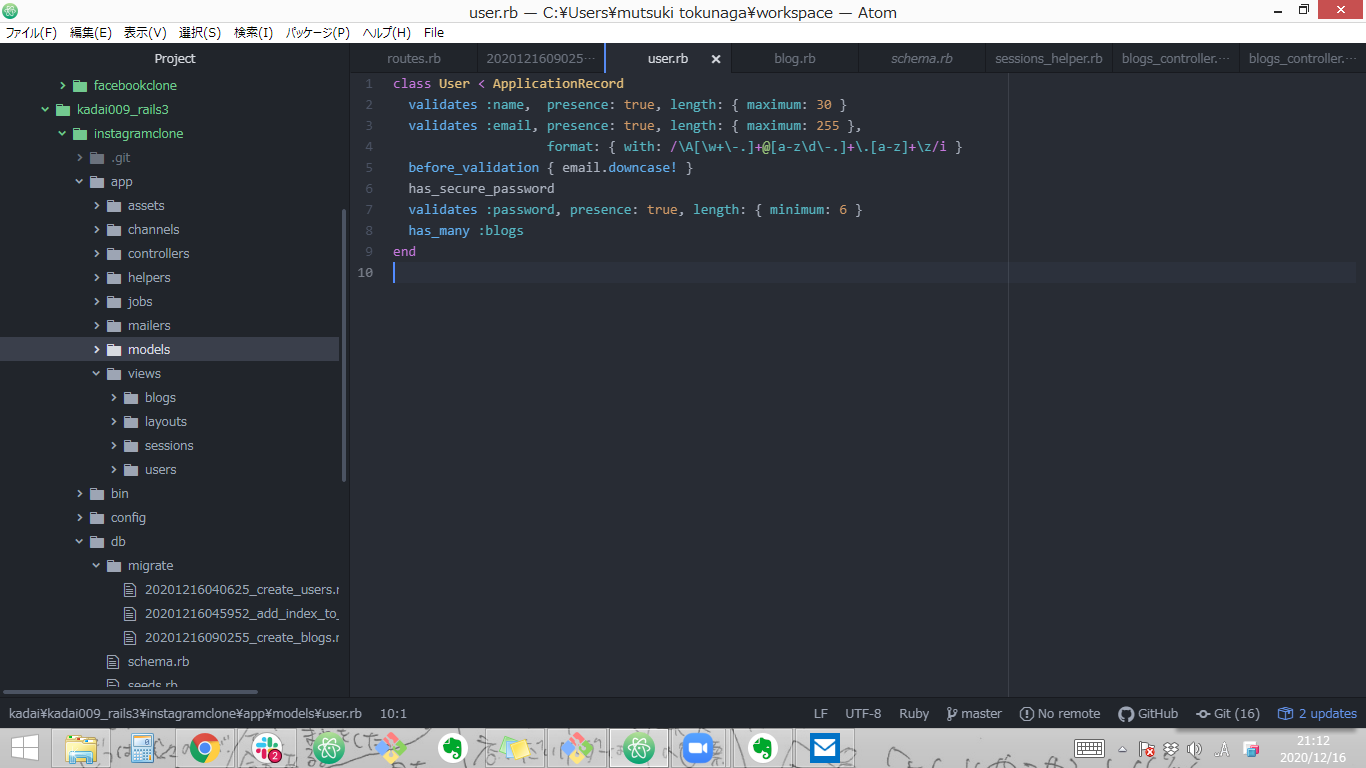 user.rb — C:¥Users¥mutsuki tokunaga¥workspace — Atom
ファイル(F) 編集(E) 表示(V) 選択(S) 検索(I) パッケージ(P) ヘルプ(H) File
Project
facebookclone
kadai009_rails3
instagramclone
.git
app
assets
channels
controllers
helpers
jobs
mailers
models
views
blogs
layouts
sessions
users
bin
config
db
migrate
20201216040625_create_users.r
20201216045952_add_index_to_
20201216090255_create_blogs.r
schema.rb
seeds.rb
routes.rb 2020121609025… user.rb blog.rb schema.rb sessions_helper.rb blogs_controller.… blogs_controller.…
1 class User < ApplicationRecord
2 validates :name, presence: true, length: { maximum: 30 }
3 validates :email, presence: true, length: { maximum: 255 },
4 format: { with: /\A[\w+\-.]+@[a-z\d\-.]+\.[a-z]+\z/i }
5 before_validation { email.downcase! }
6 has_secure_password
7 validates :password, presence: true, length: { minimum: 6 }
8 has_many :blogs
9 end
10
kadai¥kadai009_rails3¥instagramclone¥app¥models¥user.rb 10:1 LF UTF-8 Ruby master No remote GitHub Git (16) 2 updates
2
A
21:12
2020/12/16